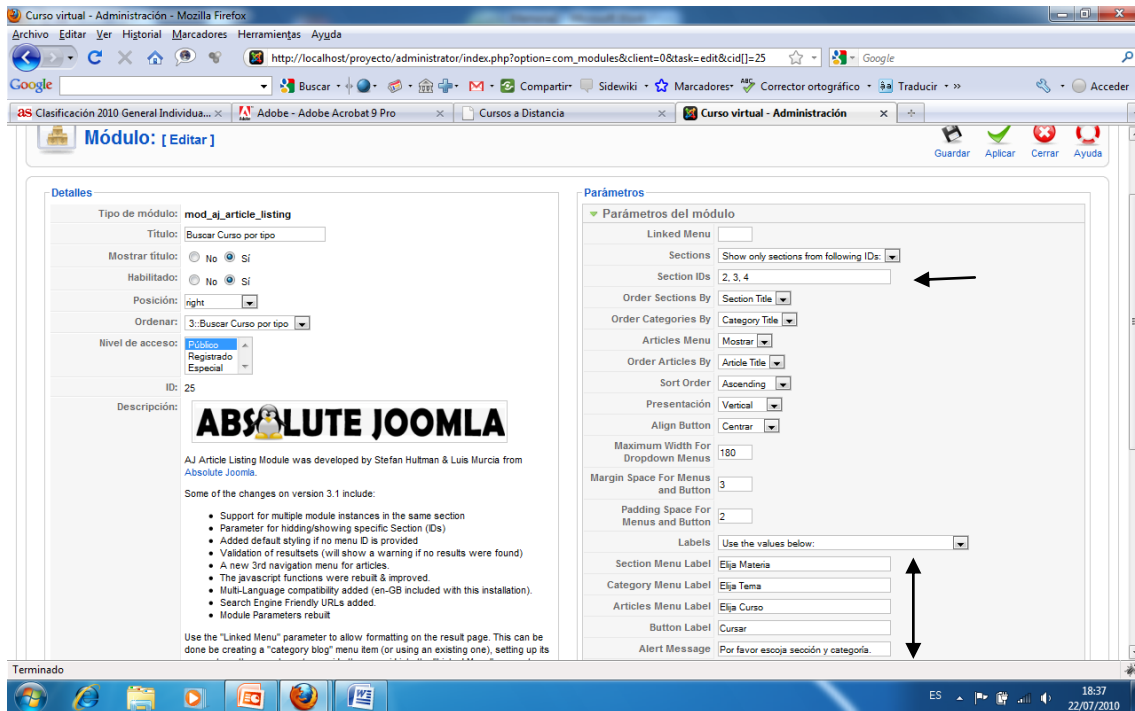 Curso virtual - Administración - Mozilla Firefox
Archivo Editar Ver Historial Marcadores Herramientas Ayuda
http://localhost/proyecto/administrator/index.php?option=com_modules&client=0&task=edit&cid[]=25
Google
Google Buscar Compartir Sidewiki Marcadores Corrector ortográfico Traducir » Acceder
as Clasificación 2010 General Individua... Adobe - Adobe Acrobat 9 Pro Cursos a Distancia Curso virtual - Administración
Módulo: [ Editar ]
Guardar Aplicar Cerrar Ayuda
Detalles
Tipo de módulo: mod_aj_article_listing
Título: Buscar Curso por tipo
Mostrar título: No Sí
Habilitado: No Sí
Posición: right
Ordenar: 3::Buscar Curso por tipo
Nivel de acceso: Público
Registrado
Especial
ID: 25
Descripción:
ABSOLUTE JOOMLA
AJ Article Listing Module was developed by Stefan Hultman & Luis Murcia from
Absolute Joomla.
Some of the changes on version 3.1 include:
Support for multiple module instances in the same section
Parameter for hidding/showing specific Section (IDs)
Added default styling if no menu ID is provided
Validation of resultsets (will show a warning if no results were found)
A new 3rd navigation menu for articles.
The javascript functions were rebuilt & improved.
Multi-Language compatibility added (en-GB included with this installation).
Search Engine Friendly URLs added.
Module Parameters rebuilt
Use the "Linked Menu" parameter to allow formatting on the result page. This can be
done be creating a "category blog" menu item (or using an existing one), setting up its
Parámetros
Parámetros del módulo
Linked Menu
Sections Show only sections from following IDs:
Section IDs 2, 3, 4
Order Sections By Section Title
Order Categories By Category Title
Articles Menu Mostrar
Order Articles By Article Title
Sort Order Ascending
Presentación Vertical
Align Button Centrar
Maximum Width For
Dropdown Menus 180
Margin Space For Menus
and Button 3
Padding Space For
Menus and Button 2
Labels Use the values below:
Section Menu Label Elija Materia
Category Menu Label Elija Tema
Articles Menu Label Elija Curso
Button Label Cursar
Alert Message Por favor escoja sección y categoría.
Terminado
ES 18:37
22/07/2010